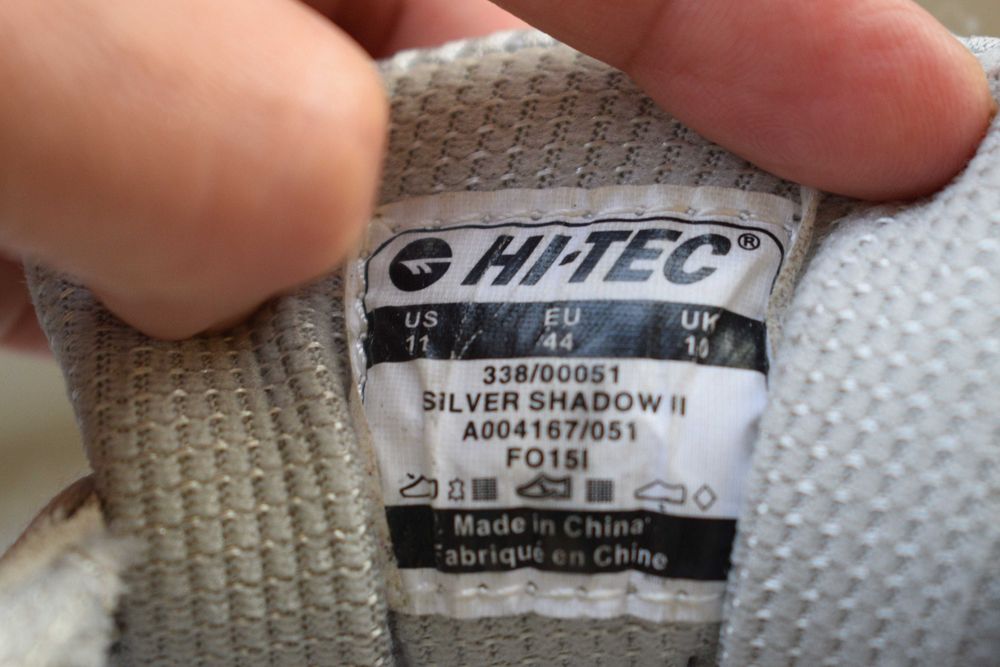 HI-TEC®
US EU UK
11 44 10
338/00051
SILVER SHADOW II
A004167/051
FO15I
Made in China
Fabriqué en Chine